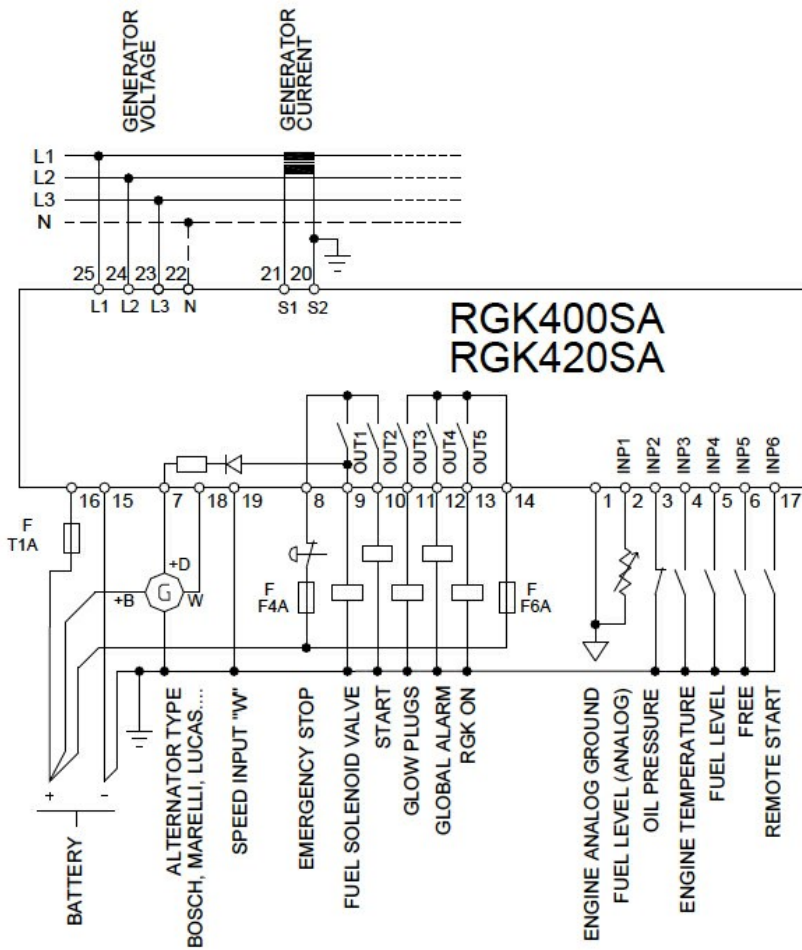 GENERATOR
VOLTAGE
GENERATOR
CURRENT
L1
L2
L3
N
25 24 23 22 21 20
L1 L2 L3 N S1 S2
RGK400SA
RGK420SA
OUT1 OUT2 OUT3 OUT4 OUT5
INP1 INP2 INP3 INP4 INP5 INP6
16 15 7 18 19 8 9 10 11 12 13 14 1 2 3 4 5 6 17
F
T1A
+D
+B
G
W
F
F4A
F
F6A
+ -
BATTERY
ALTERNATOR TYPE
BOSCH, MARELLI, LUCAS....
SPEED INPUT "W"
EMERGENCY STOP
FUEL SOLENOID VALVE
START
GLOW PLUGS
GLOBAL ALARM
RGK ON
ENGINE ANALOG GROUND
FUEL LEVEL (ANALOG)
OIL PRESSURE
ENGINE TEMPERATURE
FUEL LEVEL
FREE
REMOTE START